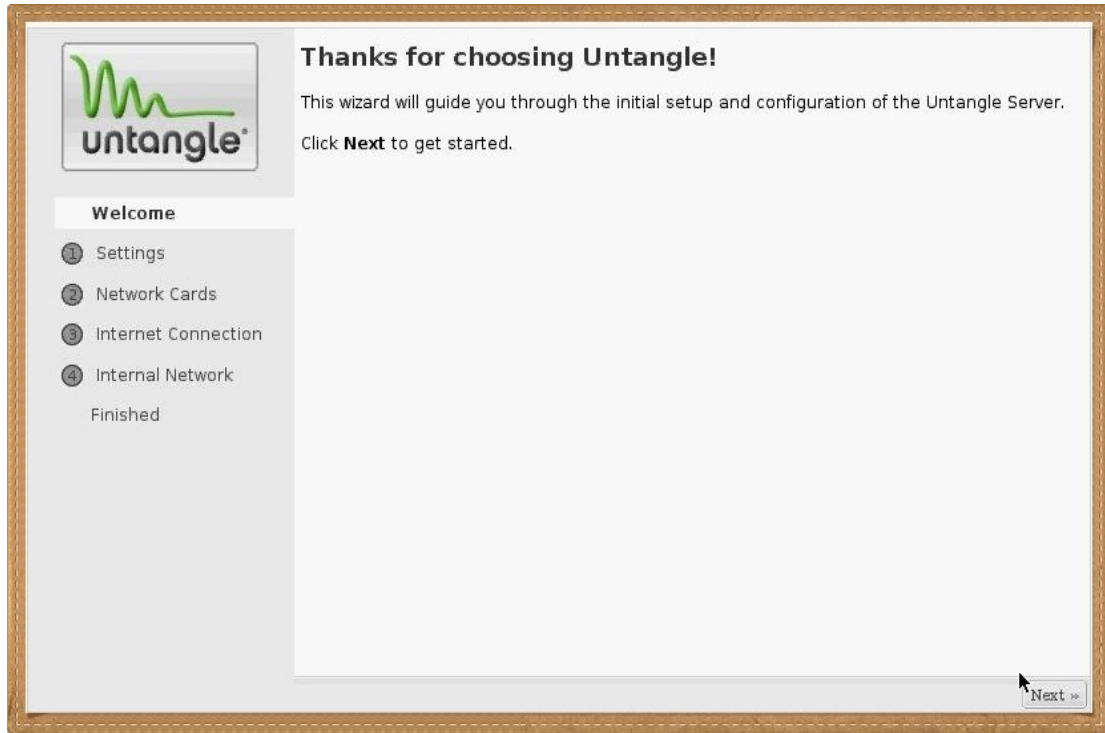 untangle
Welcome
1 Settings
2 Network Cards
3 Internet Connection
4 Internal Network
Finished
Thanks for choosing Untangle!
This wizard will guide you through the initial setup and configuration of the Untangle Server.
Click Next to get started.
Next »